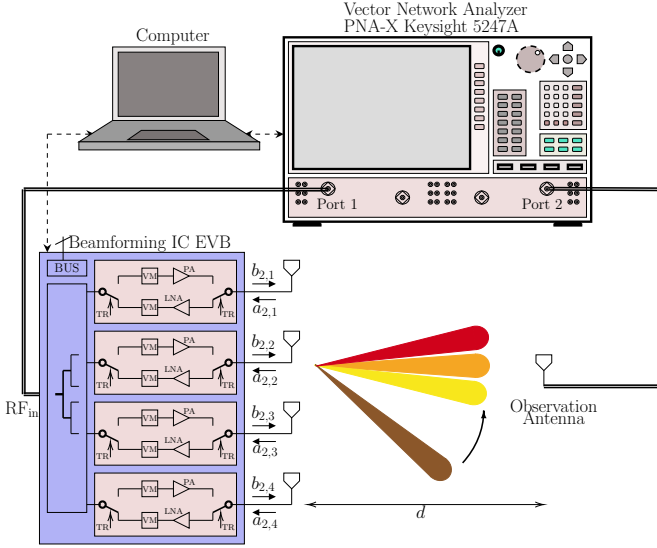 Vector Network Analyzer
PNA-X Keysight 5247A
Computer
Port 1
Port 2
Beamforming IC EVB
BUS
VM
PA
VM
LNA
TR
TR
b2,1
a2,1
VM
PA
VM
LNA
TR
TR
b2,2
a2,2
VM
PA
VM
LNA
TR
TR
b2,3
a2,3
VM
PA
VM
LNA
TR
TR
b2,4
a2,4
RFin
Observation
Antenna
d